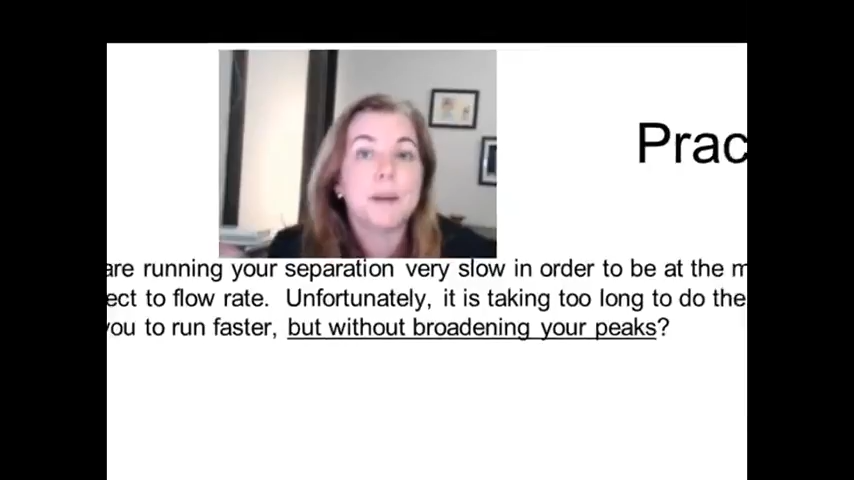 Prac
are running your separation very slow in order to be at the m
ect to flow rate. Unfortunately, it is taking too long to do the
you to run faster, but without broadening your peaks?